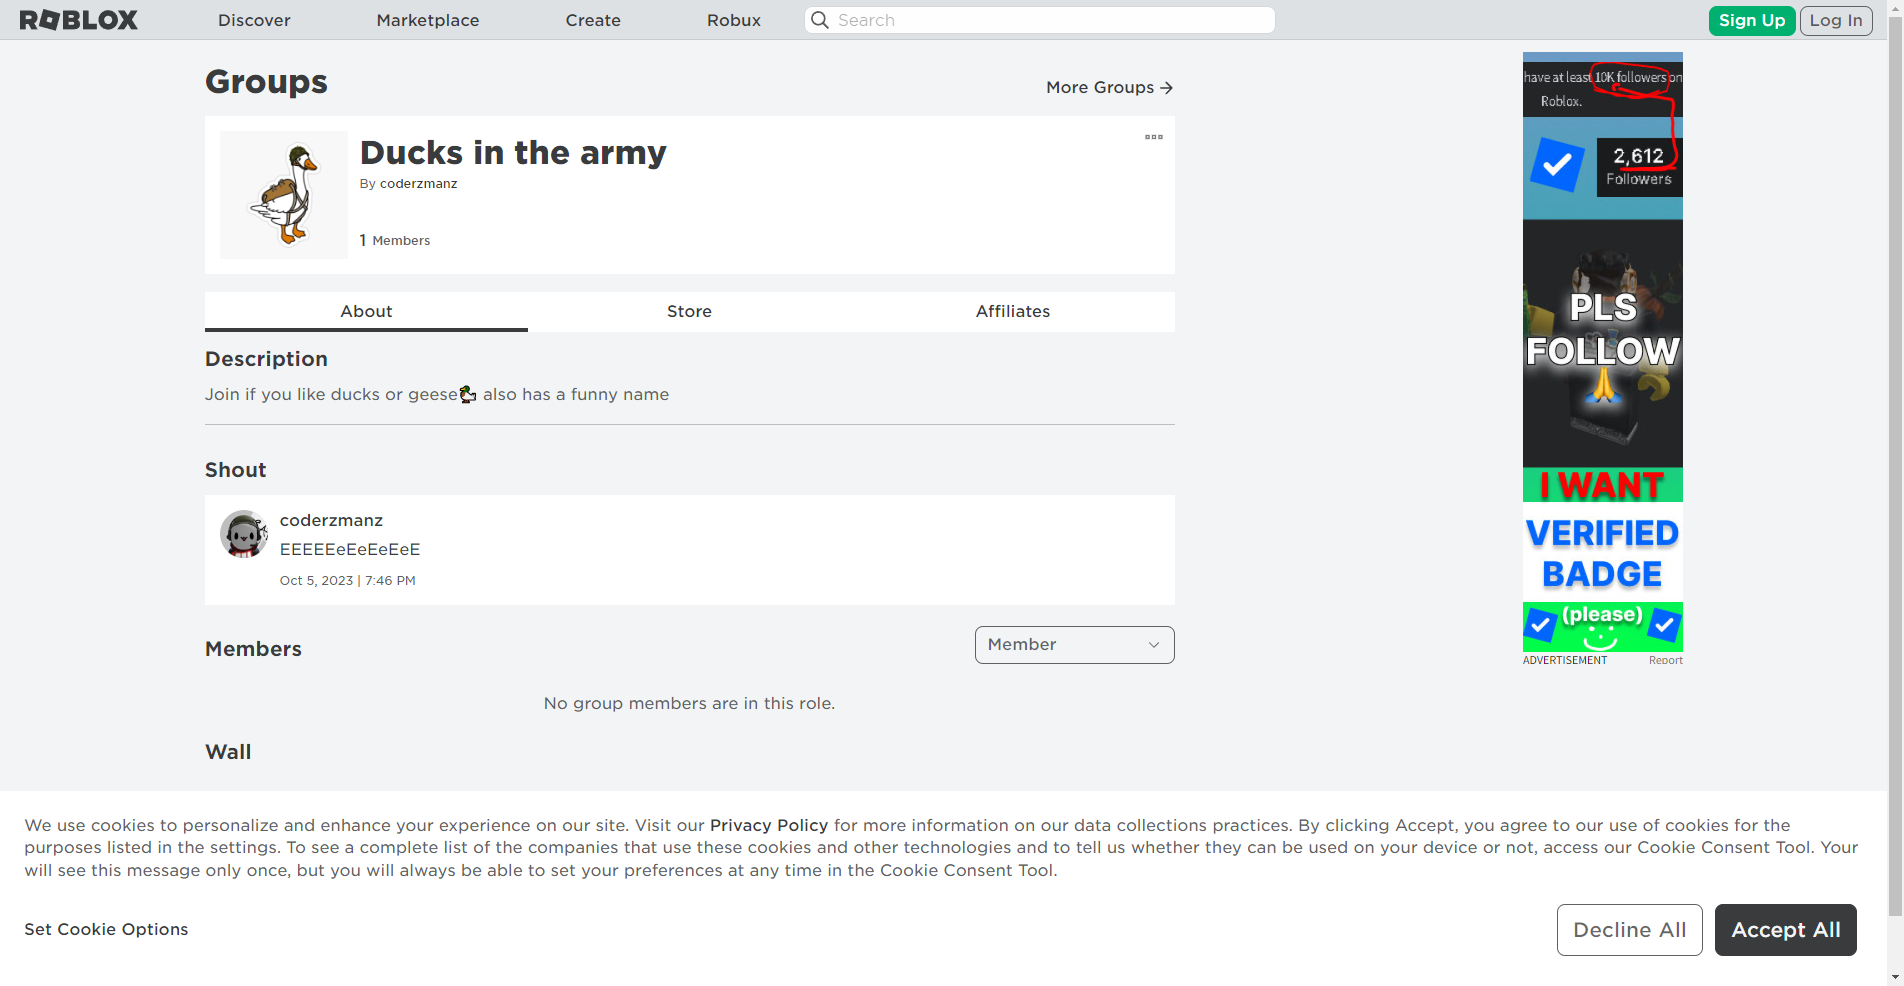 ROBLOX
Discover
Marketplace
Create
Robux
Search
Sign Up
Log In
Groups
More Groups
Ducks in the army
By coderzmanz
1 Members
About
Store
Affiliates
Description
Join if you like ducks or geese also has a funny name
Shout
coderzmanz
EEEEEeEeEeEeE
Oct 5, 2023 | 7:46 PM
Members
Member
No group members are in this role.
Wall
have at least 10K followers on
Roblox.
2,612
Followers
PLS
FOLLOW
I WANT
VERIFIED
BADGE
(please)
ADVERTISEMENT
Report
We use cookies to personalize and enhance your experience on our site. Visit our Privacy Policy for more information on our data collections practices. By clicking Accept, you agree to our use of cookies for the
purposes listed in the settings. To see a complete list of the companies that use these cookies and other technologies and to tell us whether they can be used on your device or not, access our Cookie Consent Tool. Your
will see this message only once, but you will always be able to set your preferences at any time in the Cookie Consent Tool.
Set Cookie Options
Decline All
Accept All